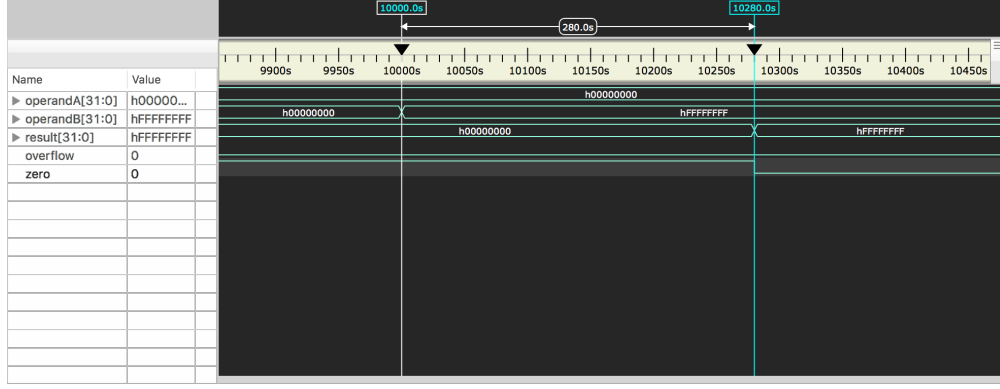 10000.0s 10280.0s
280.0s
9900s 9950s 10000s 10050s 10100s 10150s 10200s 10250s 10300s 10350s 10400s 10450s
Name Value
operandA[31:0] h00000... h00000000
operandB[31:0] hFFFFFFFF h00000000 hFFFFFFFF
result[31:0] hFFFFFFFF h00000000 hFFFFFFFF
overflow 0
zero 0